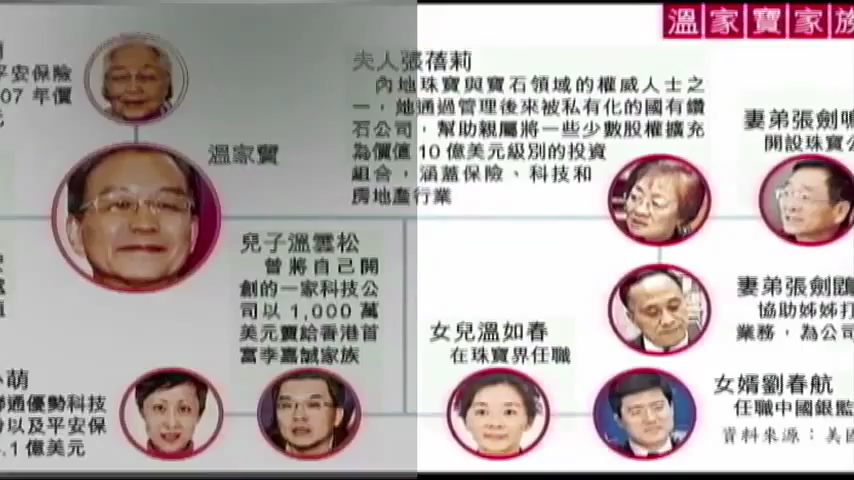 溫家寶家族
平安保險
07 年價
元
溫家寶
夫人張蓓莉
內地珠寶與寶石領域的權威人士之
一，她通過管理後來被私有化的國有鑽
石公司，幫助親屬將一些少數股權擴充
為價值 10 億美元級別的投資
組合，涵蓋保險、科技和
房地產行業
妻弟張劍鳴
開設珠寶公
兒子溫雲松
曾將自己開
創的一家科技公
司以 1,000 萬
美元賣給香港首
富李嘉誠家族
妻弟張劍鵾
協助姊姊打
業務，為公司
女兒溫如春
在珠寶界任職
小萌
聯通優勢科技
份以及平安保
.1 億美元
女婿劉春航
任職中國銀監
資料來源：美國